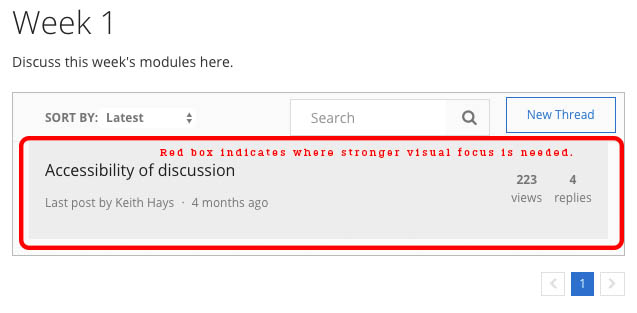 Week 1
Discuss this week's modules here.
SORT BY: Latest
Search
New Thread
Red box indicates where stronger visual focus is needed.
Accessibility of discussion
223 4
Last post by Keith Hays · 4 months ago
views replies
1